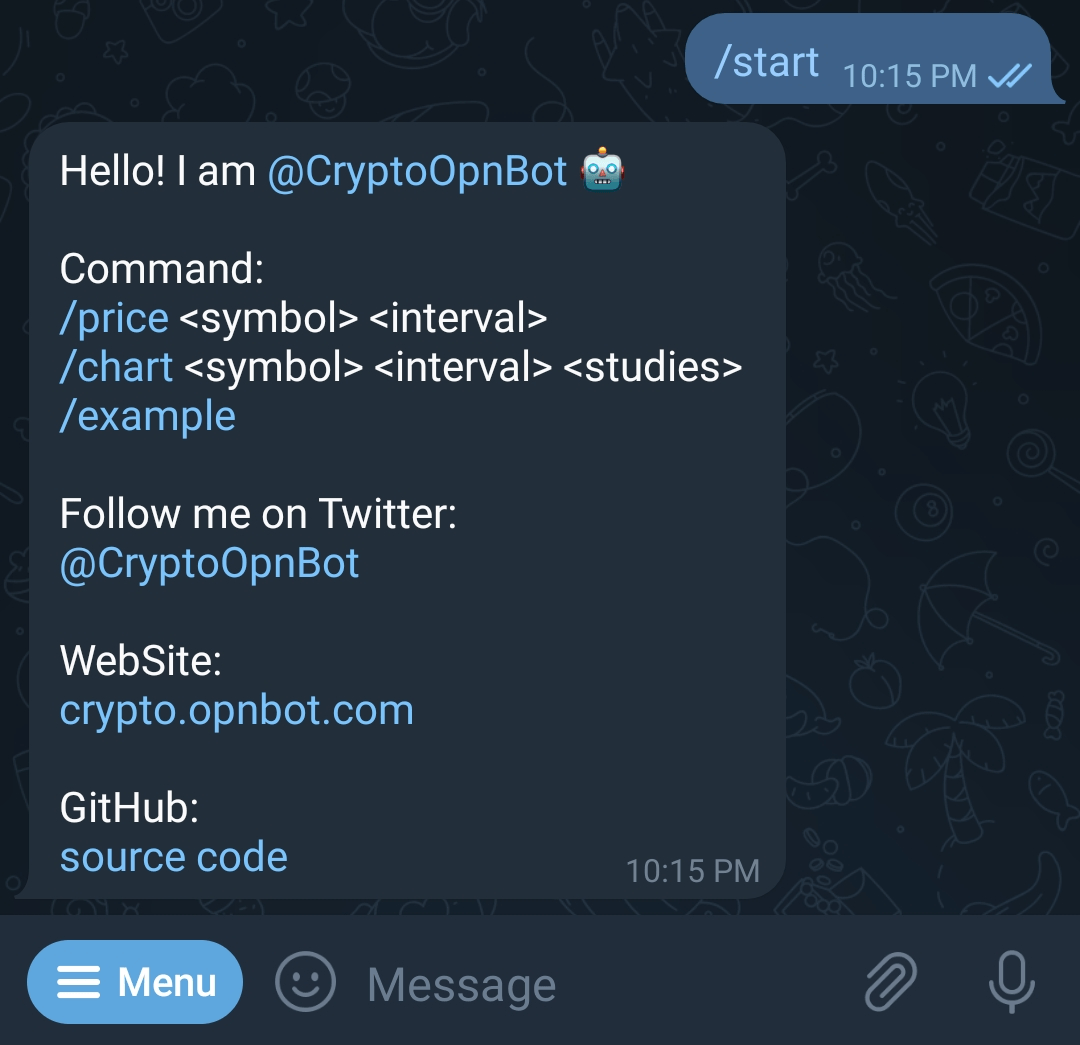 /start 10:15 PM
Hello! I am @CryptoOpnBot 🤖
Command:
/price <symbol> <interval>
/chart <symbol> <interval> <studies>
/example
Follow me on Twitter:
@CryptoOpnBot
WebSite:
crypto.opnbot.com
GitHub:
source code
10:15 PM
Menu
Message